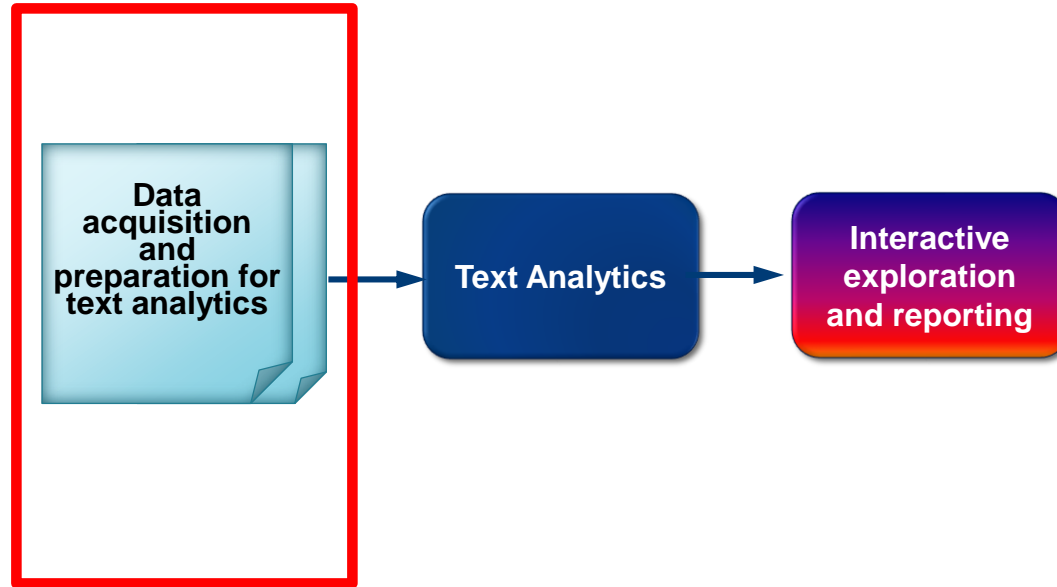 Data
acquisition
and
preparation for
text analytics
Text Analytics
Interactive
exploration
and reporting